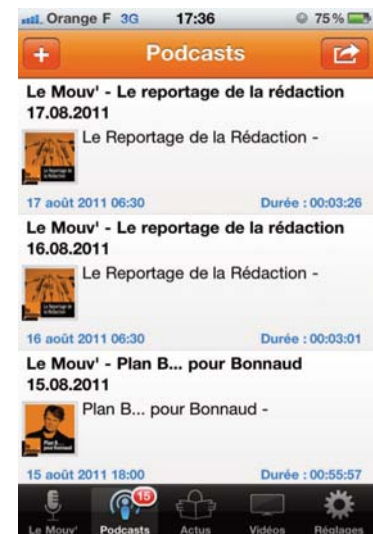 Orange F 3G 17:36 75 %
+ Podcasts
Le Mouv' - Le reportage de la rédaction
17.08.2011
Le Reportage de la Rédaction -
17 août 2011 06:30 Durée : 00:03:26
Le Mouv' - Le reportage de la rédaction
16.08.2011
Le Reportage de la Rédaction -
16 août 2011 06:30 Durée : 00:03:01
Le Mouv' - Plan B... pour Bonnaud
15.08.2011
Plan B... pour Bonnaud -
Plan B...
pour Bonnaud
15 août 2011 18:00 Durée : 00:55:57
15
Le Mouv' Podcasts Actus Vidéos Réglages